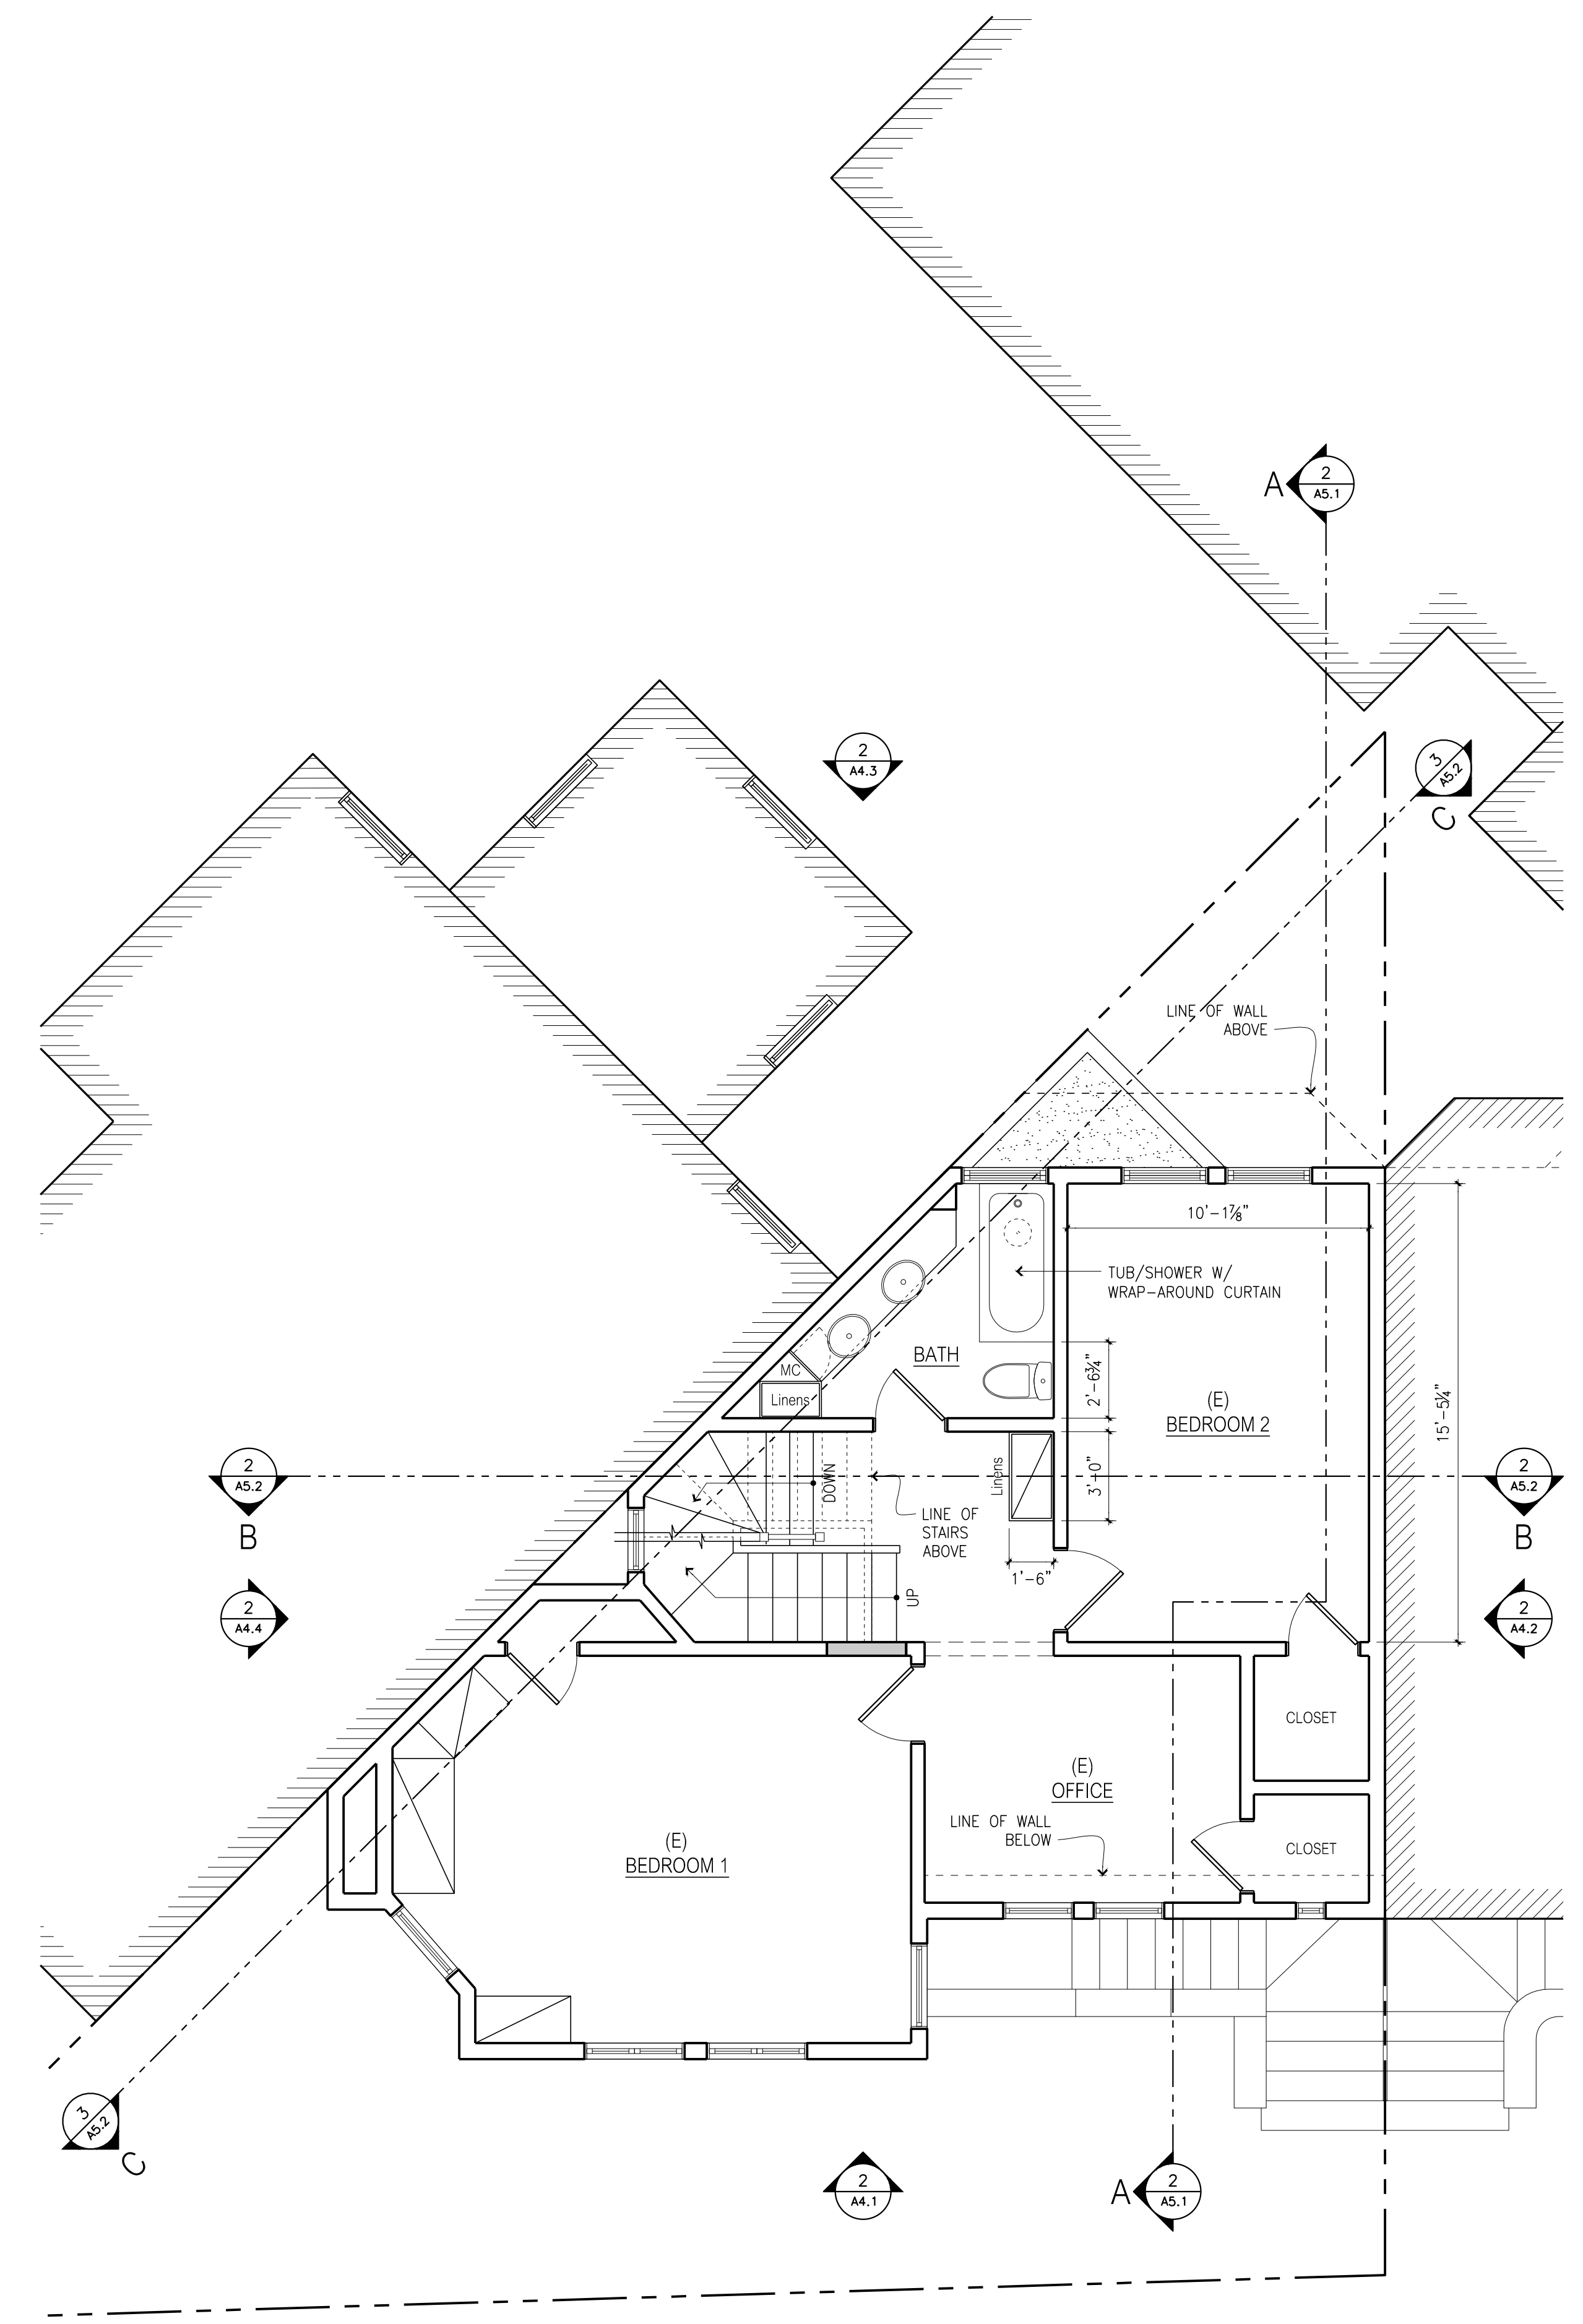 A
2
A5.1
2
A4.3
3
A5.2
C
LINE OF WALL
ABOVE
10'-1⅞"
TUB/SHOWER W/
WRAP-AROUND CURTAIN
BATH
MC
Linens
2'-6¾"
(E)
BEDROOM 2
15'-5¼"
2
A5.2
B
DOWN
Linens
3'-0"
2
A5.2
B
LINE OF
STAIRS
ABOVE
1'-6"
UP
2
A4.4
2
A4.2
CLOSET
(E)
OFFICE
LINE OF WALL
BELOW
(E)
BEDROOM 1
CLOSET
3
A5.2
C
2
A4.1
A
2
A5.1